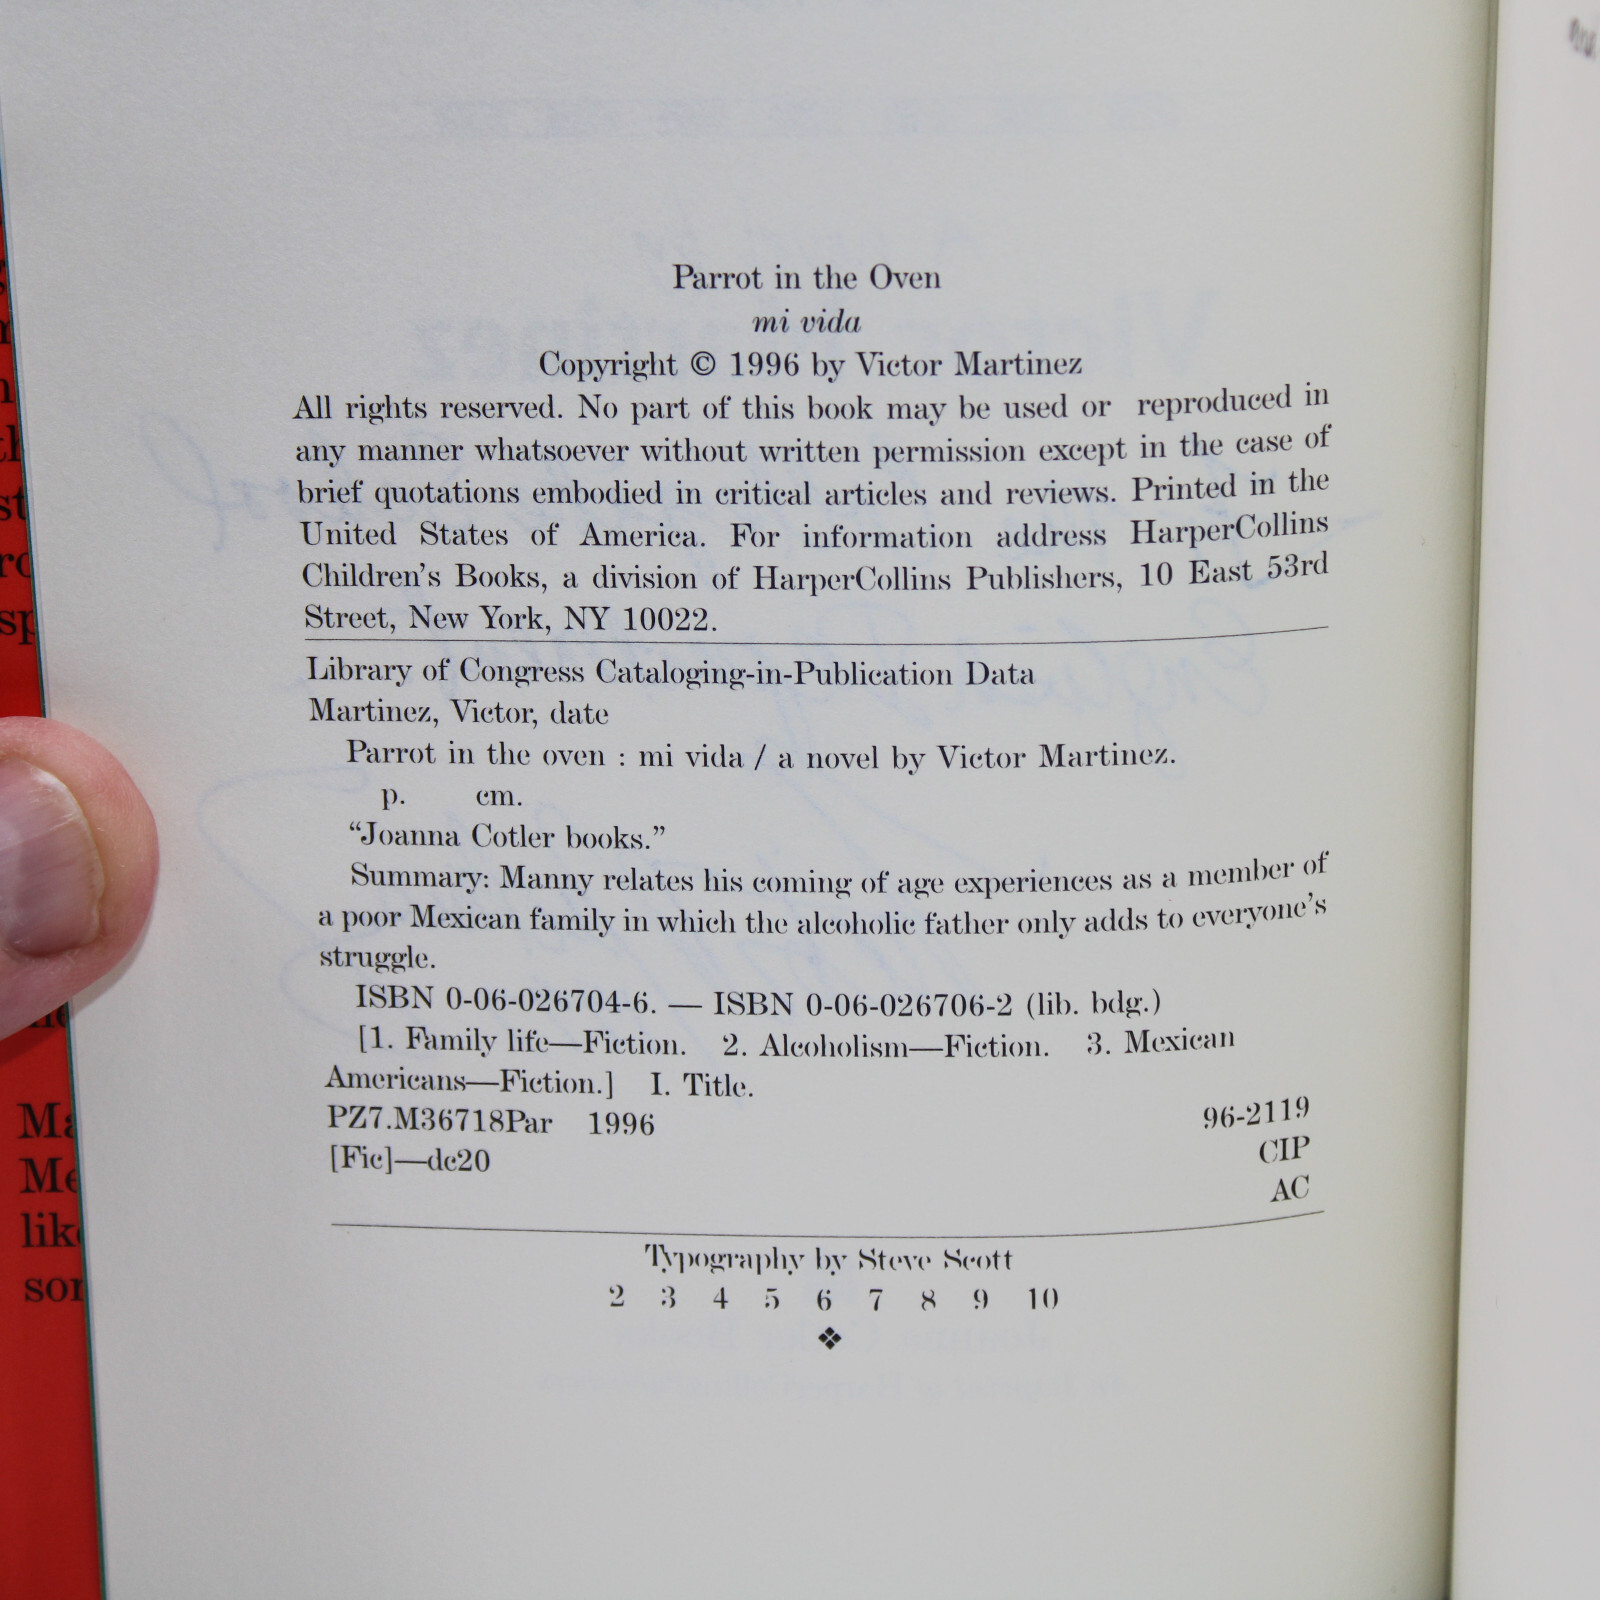 Parrot in the Oven
mi vida
Copyright © 1996 by Victor Martinez
All rights reserved. No part of this book may be used or reproduced in
any manner whatsoever without written permission except in the case of
brief quotations embodied in critical articles and reviews. Printed in the
United States of America. For information address HarperCollins
Children's Books, a division of HarperCollins Publishers, 10 East 53rd
Street, New York, NY 10022.
Library of Congress Cataloging-in-Publication Data
Martinez, Victor, date
Parrot in the oven : mi vida / a novel by Victor Martinez.
p. cm.
“Joanna Cotler books.”
Summary: Manny relates his coming of age experiences as a member of
a poor Mexican family in which the alcoholic father only adds to everyone's
struggle.
ISBN 0-06-026704-6. — ISBN 0-06-026706-2 (lib. bdg.)
[1. Family life—Fiction. 2. Alcoholism—Fiction. 3. Mexican
Americans—Fiction.] I. Title.
PZ7.M36718Par 1996 96-2119
[Fic]—dc20 CIP
AC
Typography by Steve Scott
2 3 4 5 6 7 8 9 10